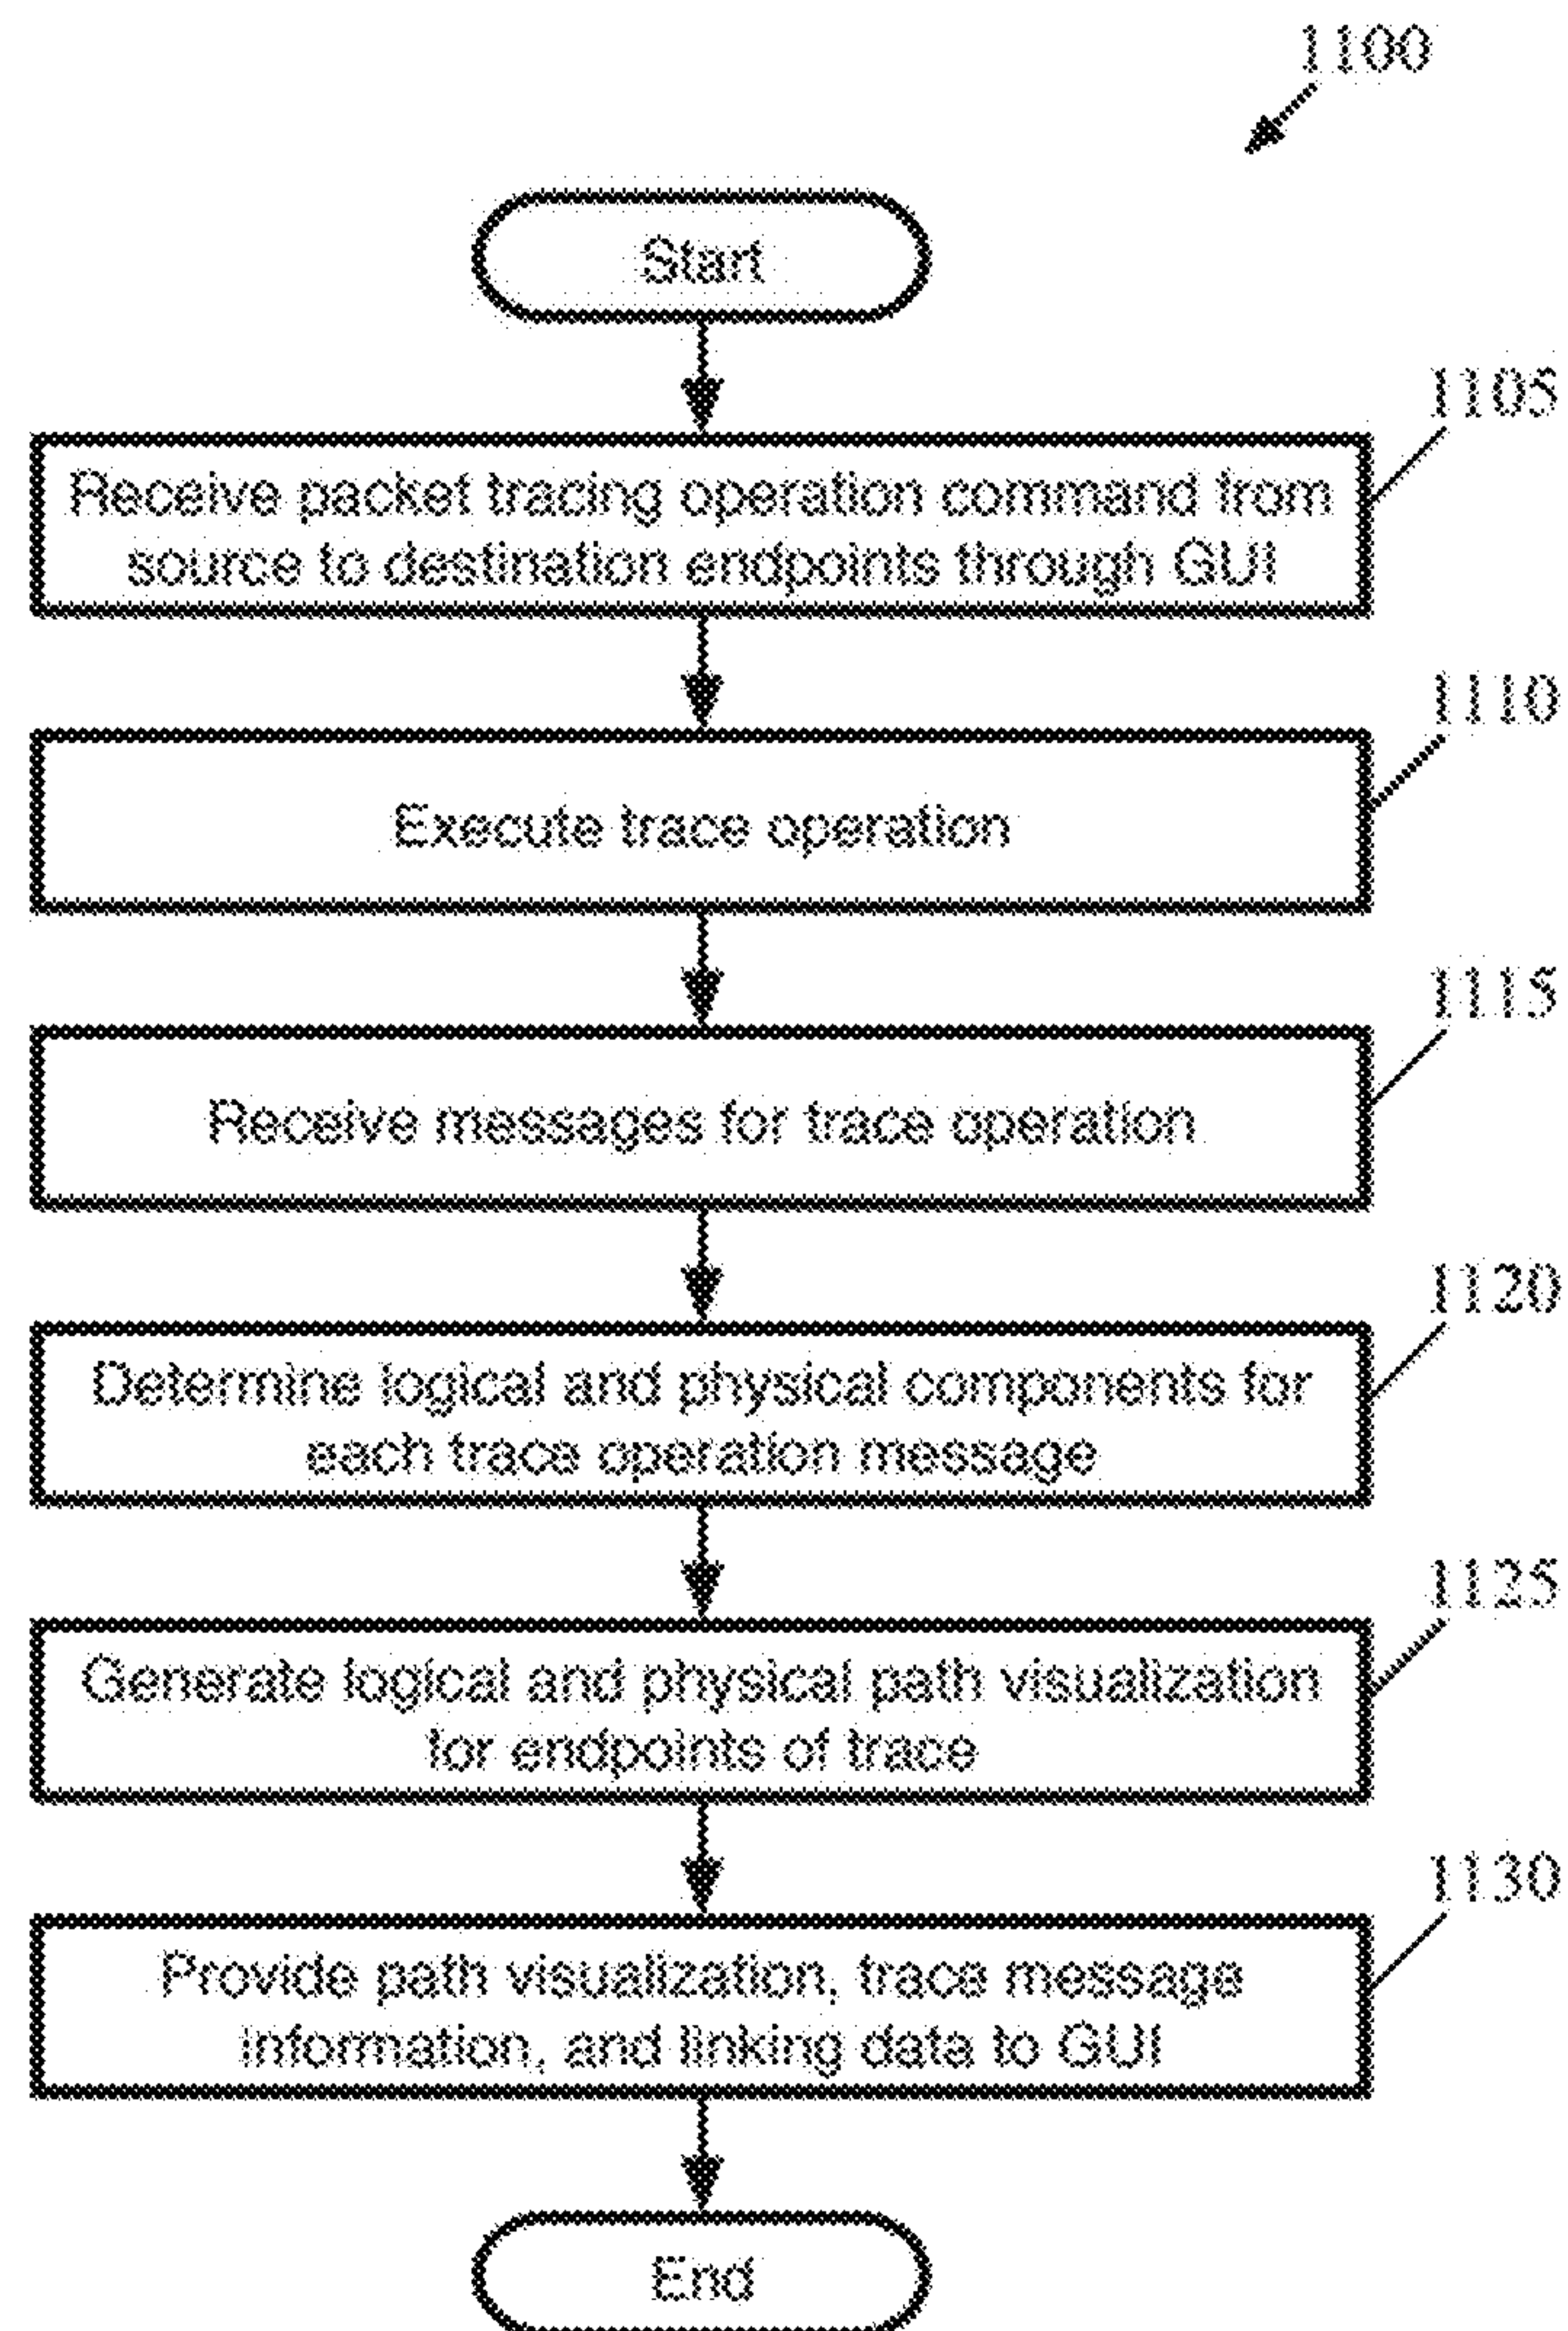 1100
Start
1105
Receive packet tracing operation command from
source to destination endpoints through GUI
1110
Execute trace operation
1115
Receive messages for trace operation
1120
Determine logical and physical components for
each trace operation message
1125
Generate logical and physical path visualization
for endpoints of trace
1130
Provide path visualization, trace message
information, and linking data to GUI
End